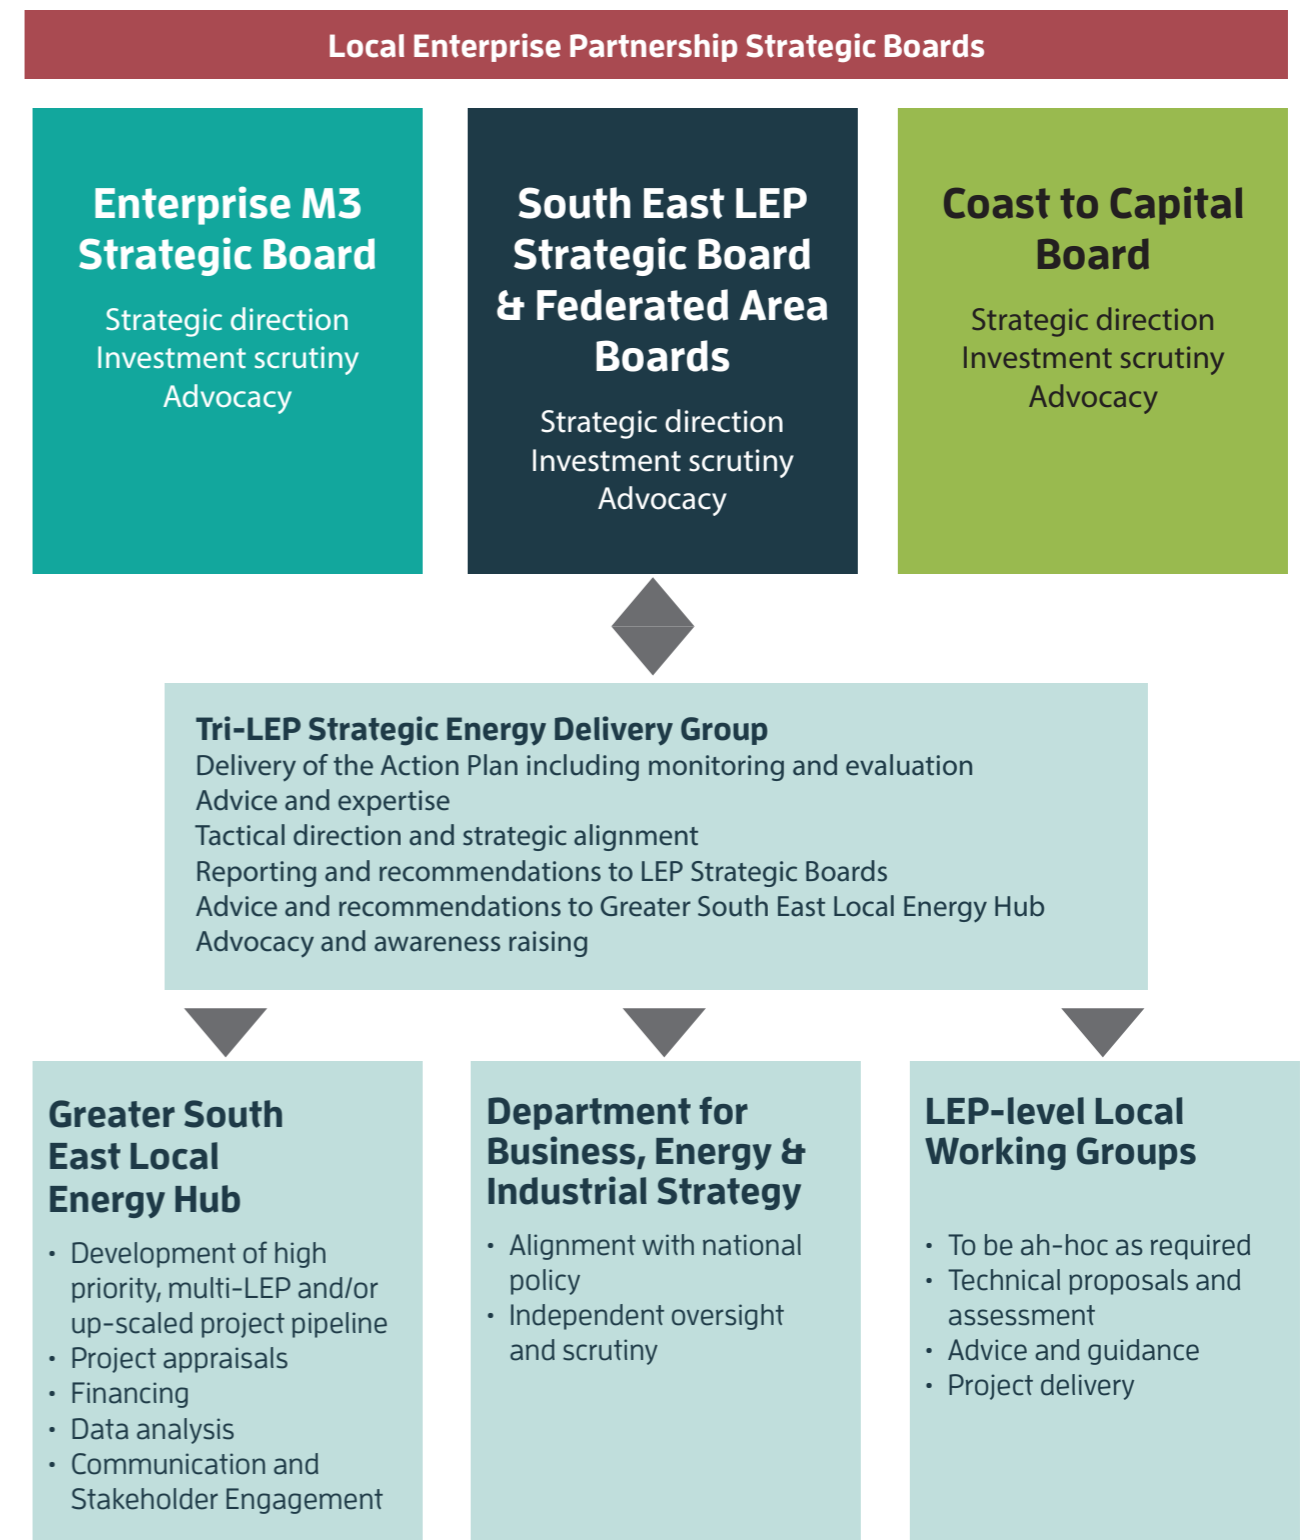 Local Enterprise Partnership Strategic Boards
Enterprise M3
Strategic Board
Strategic direction
Investment scrutiny
Advocacy
South East LEP
Strategic Board
& Federated Area
Boards
Strategic direction
Investment scrutiny
Advocacy
Coast to Capital
Board
Strategic direction
Investment scrutiny
Advocacy
Tri-LEP Strategic Energy Delivery Group
Delivery of the Action Plan including monitoring and evaluation
Advice and expertise
Tactical direction and strategic alignment
Reporting and recommendations to LEP Strategic Boards
Advice and recommendations to Greater South East Local Energy Hub
Advocacy and awareness raising
Greater South
East Local
Energy Hub
• Development of high
priority, multi-LEP and/or
up-scaled project pipeline
• Project appraisals
• Financing
• Data analysis
• Communication and
Stakeholder Engagement
Department for
Business, Energy &
Industrial Strategy
• Alignment with national
policy
• Independent oversight
and scrutiny
LEP-level Local
Working Groups
• To be ah-hoc as required
• Technical proposals and
assessment
• Advice and guidance
• Project delivery